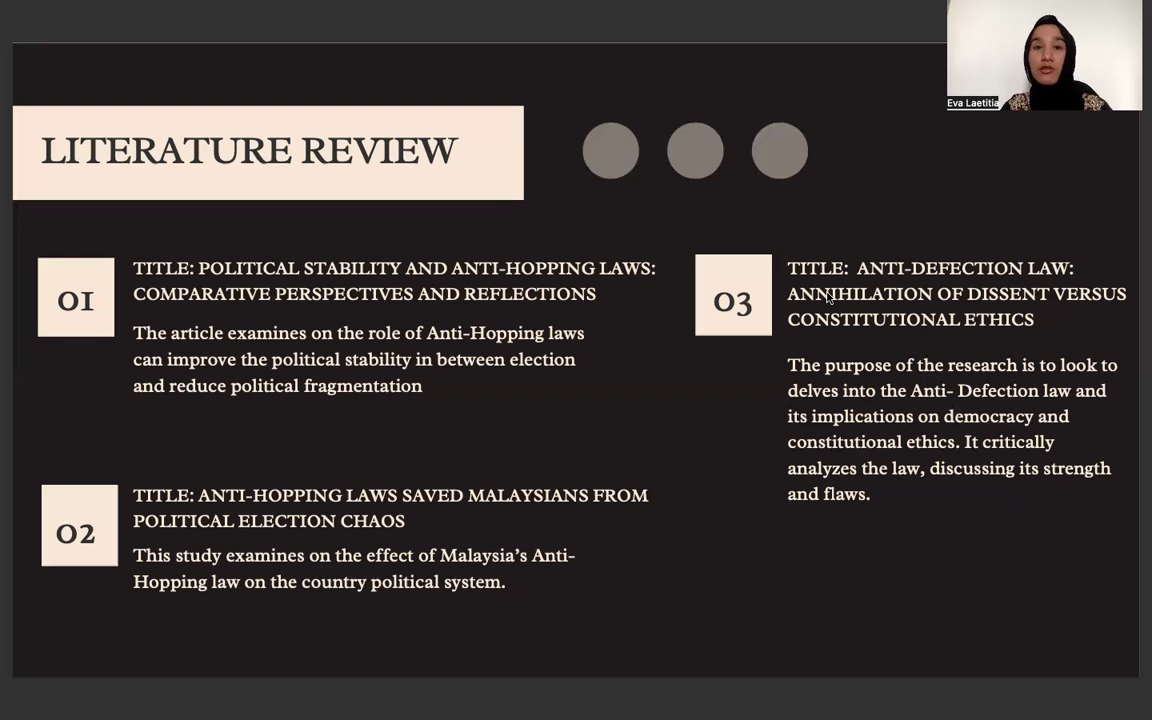 Eva Laetitia
LITERATURE REVIEW
01
TITLE: POLITICAL STABILITY AND ANTI-HOPPING LAWS:
COMPARATIVE PERSPECTIVES AND REFLECTIONS
The article examines on the role of Anti-Hopping laws
can improve the political stability in between election
and reduce political fragmentation
02
TITLE: ANTI-HOPPING LAWS SAVED MALAYSIANS FROM
POLITICAL ELECTION CHAOS
This study examines on the effect of Malaysia's Anti-
Hopping law on the country political system.
03
TITLE:  ANTI-DEFECTION LAW:
ANNIHILATION OF DISSENT VERSUS
CONSTITUTIONAL ETHICS
The purpose of the research is to look to
delves into the Anti- Defection law and
its implications on democracy and
constitutional ethics. It critically
analyzes the law, discussing its strength
and flaws.